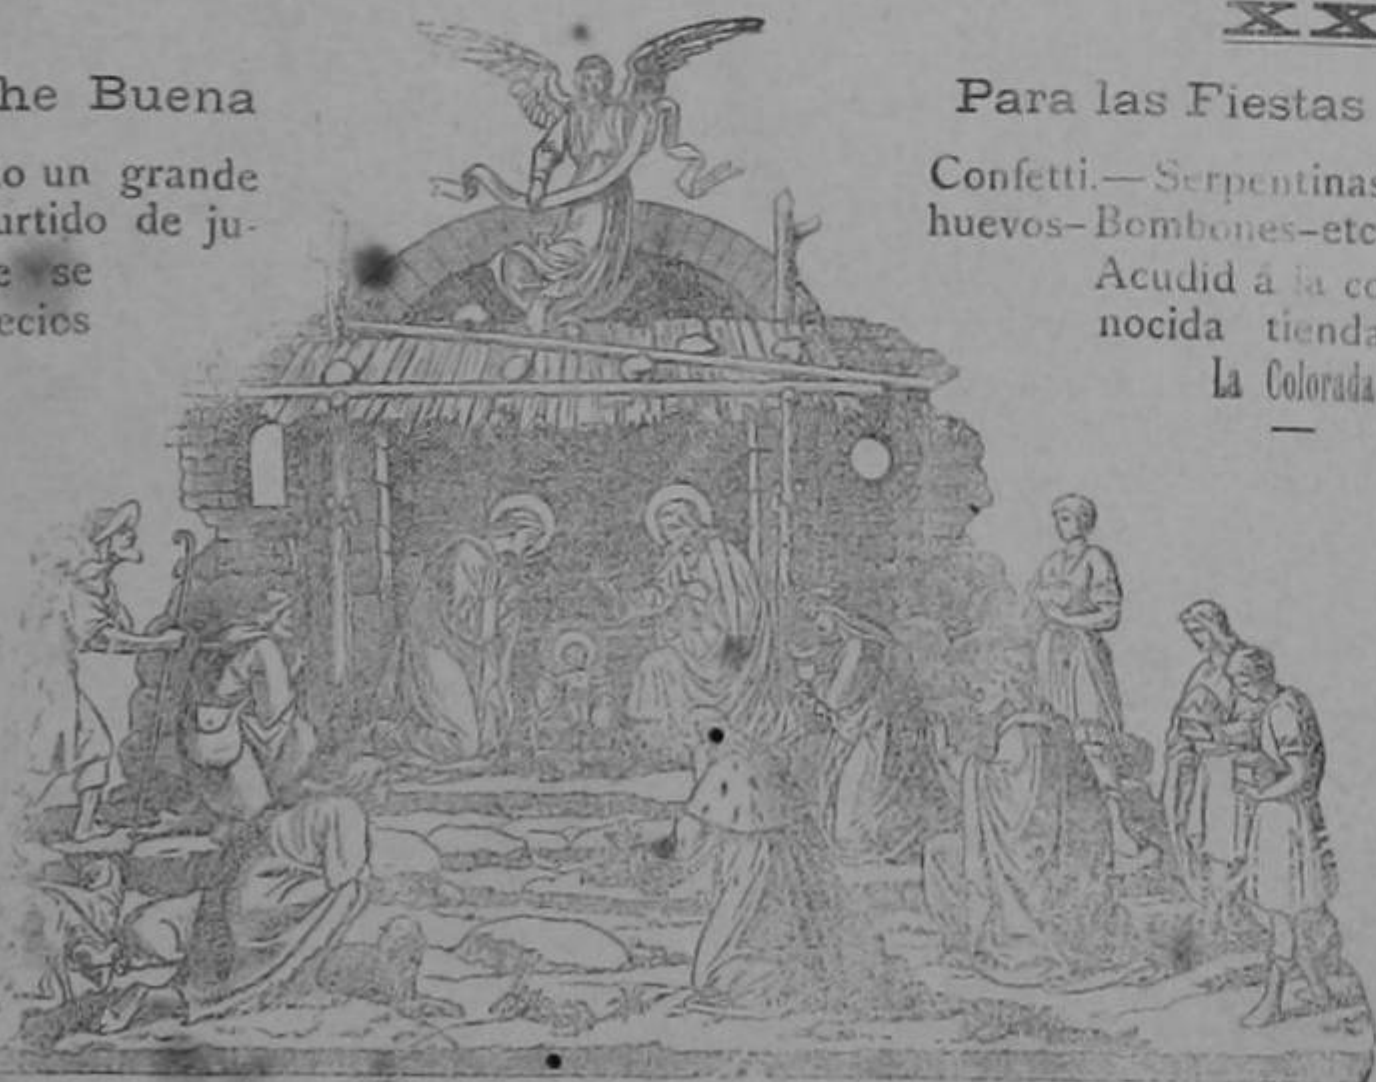 he Buena
o un grande
urtido de ju-
e se
ecios
XX
Para las Fiestas
Confetti.—Serpentinas
huevos-Bombones-etc
Acudid á la co
nocida tienda
La Colorada